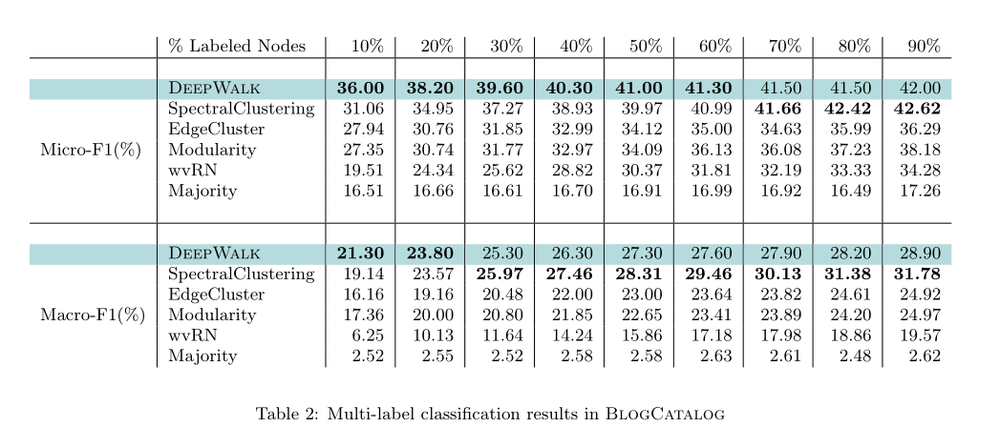 % Labeled Nodes 10% 20% 30% 40% 50% 60% 70% 80% 90%
DEEPWALK 36.00 38.20 39.60 40.30 41.00 41.30 41.50 41.50 42.00
SpectralClustering 31.06 34.95 37.27 38.93 39.97 40.99 41.66 42.42 42.62
EdgeCluster 27.94 30.76 31.85 32.99 34.12 35.00 34.63 35.99 36.29
Micro-F1(%) Modularity 27.35 30.74 31.77 32.97 34.09 36.13 36.08 37.23 38.18
wvRN 19.51 24.34 25.62 28.82 30.37 31.81 32.19 33.33 34.28
Majority 16.51 16.66 16.61 16.70 16.91 16.99 16.92 16.49 17.26
DEEPWALK 21.30 23.80 25.30 26.30 27.30 27.60 27.90 28.20 28.90
SpectralClustering 19.14 23.57 25.97 27.46 28.31 29.46 30.13 31.38 31.78
EdgeCluster 16.16 19.16 20.48 22.00 23.00 23.64 23.82 24.61 24.92
Macro-F1(%) Modularity 17.36 20.00 20.80 21.85 22.65 23.41 23.89 24.20 24.97
wvRN 6.25 10.13 11.64 14.24 15.86 17.18 17.98 18.86 19.57
Majority 2.52 2.55 2.52 2.58 2.58 2.63 2.61 2.48 2.62
Table 2: Multi-label classification results in BLOGCATALOG